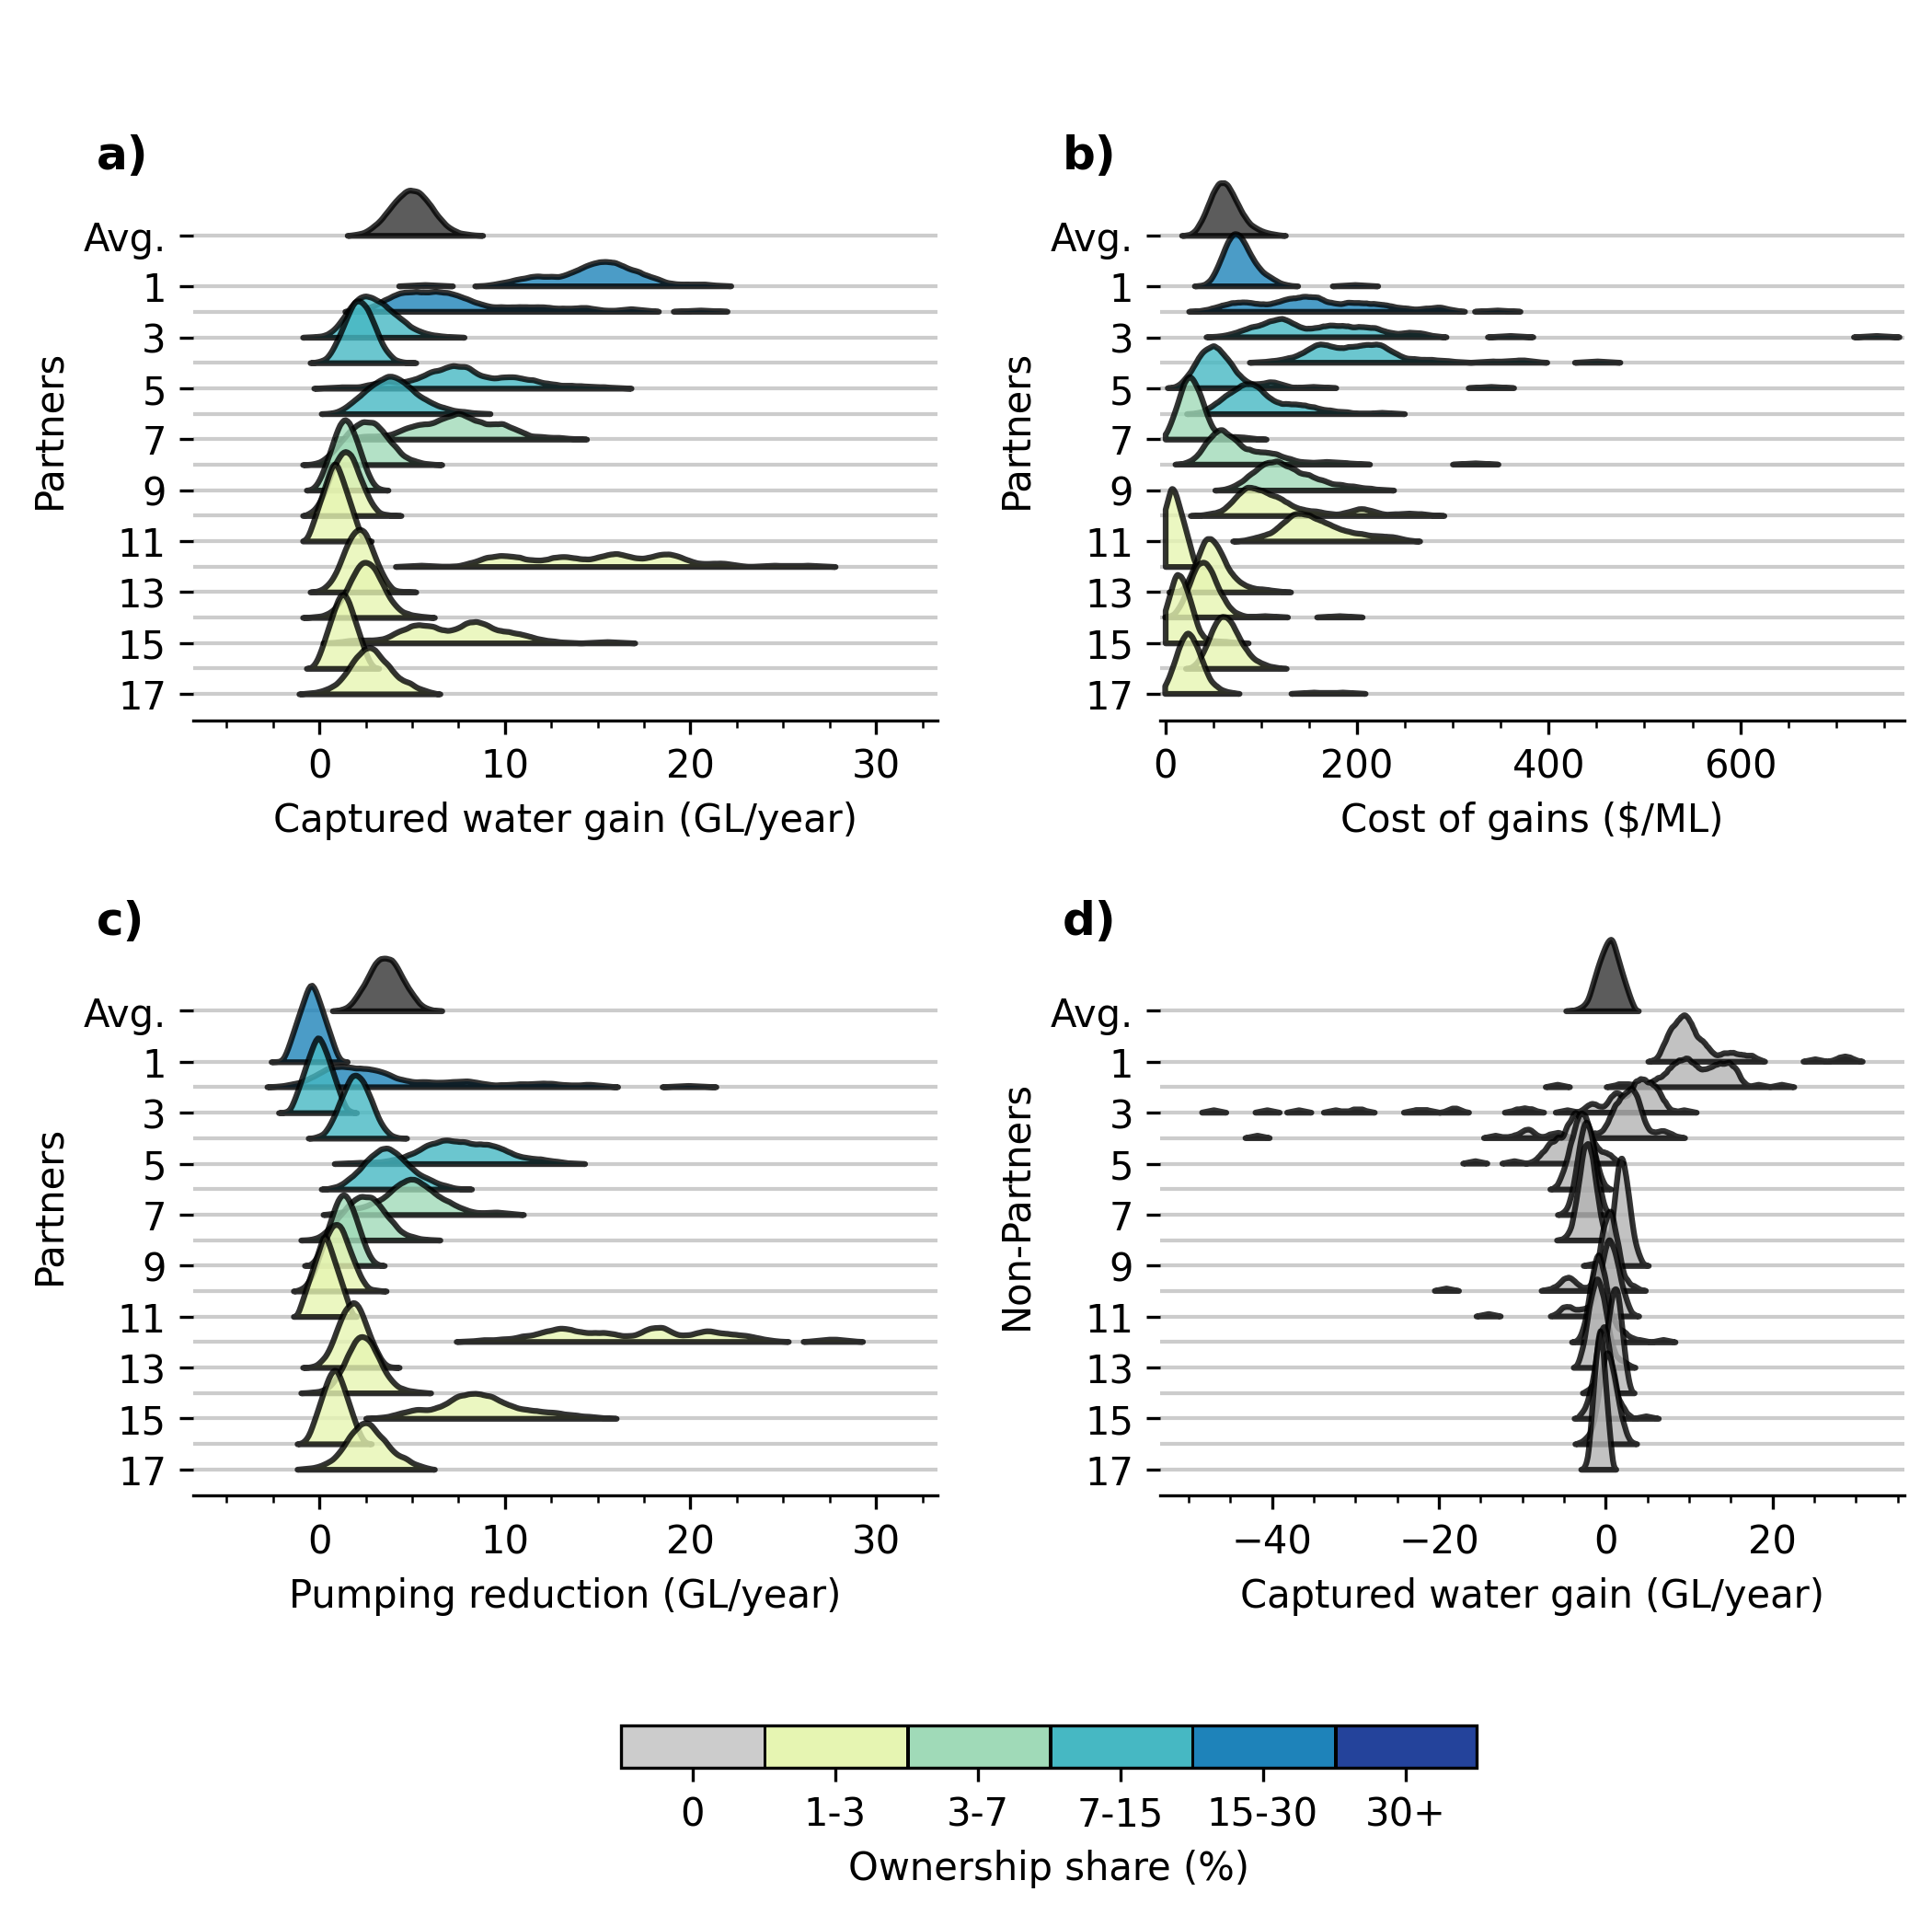 a)
Avg.
1
3
5
7
9
11
13
15
17
Partners
0 10 20 30
Captured water gain (GL/year)
b)
Avg.
1
3
5
7
9
11
13
15
17
Partners
0 200 400 600
Cost of gains ($/ML)
c)
Avg.
1
3
5
7
9
11
13
15
17
Partners
0 10 20 30
Pumping reduction (GL/year)
d)
Avg.
1
3
5
7
9
11
13
15
17
Non-Partners
−40 −20 0 20
Captured water gain (GL/year)
0 1-3 3-7 7-15 15-30 30+
Ownership share (%)